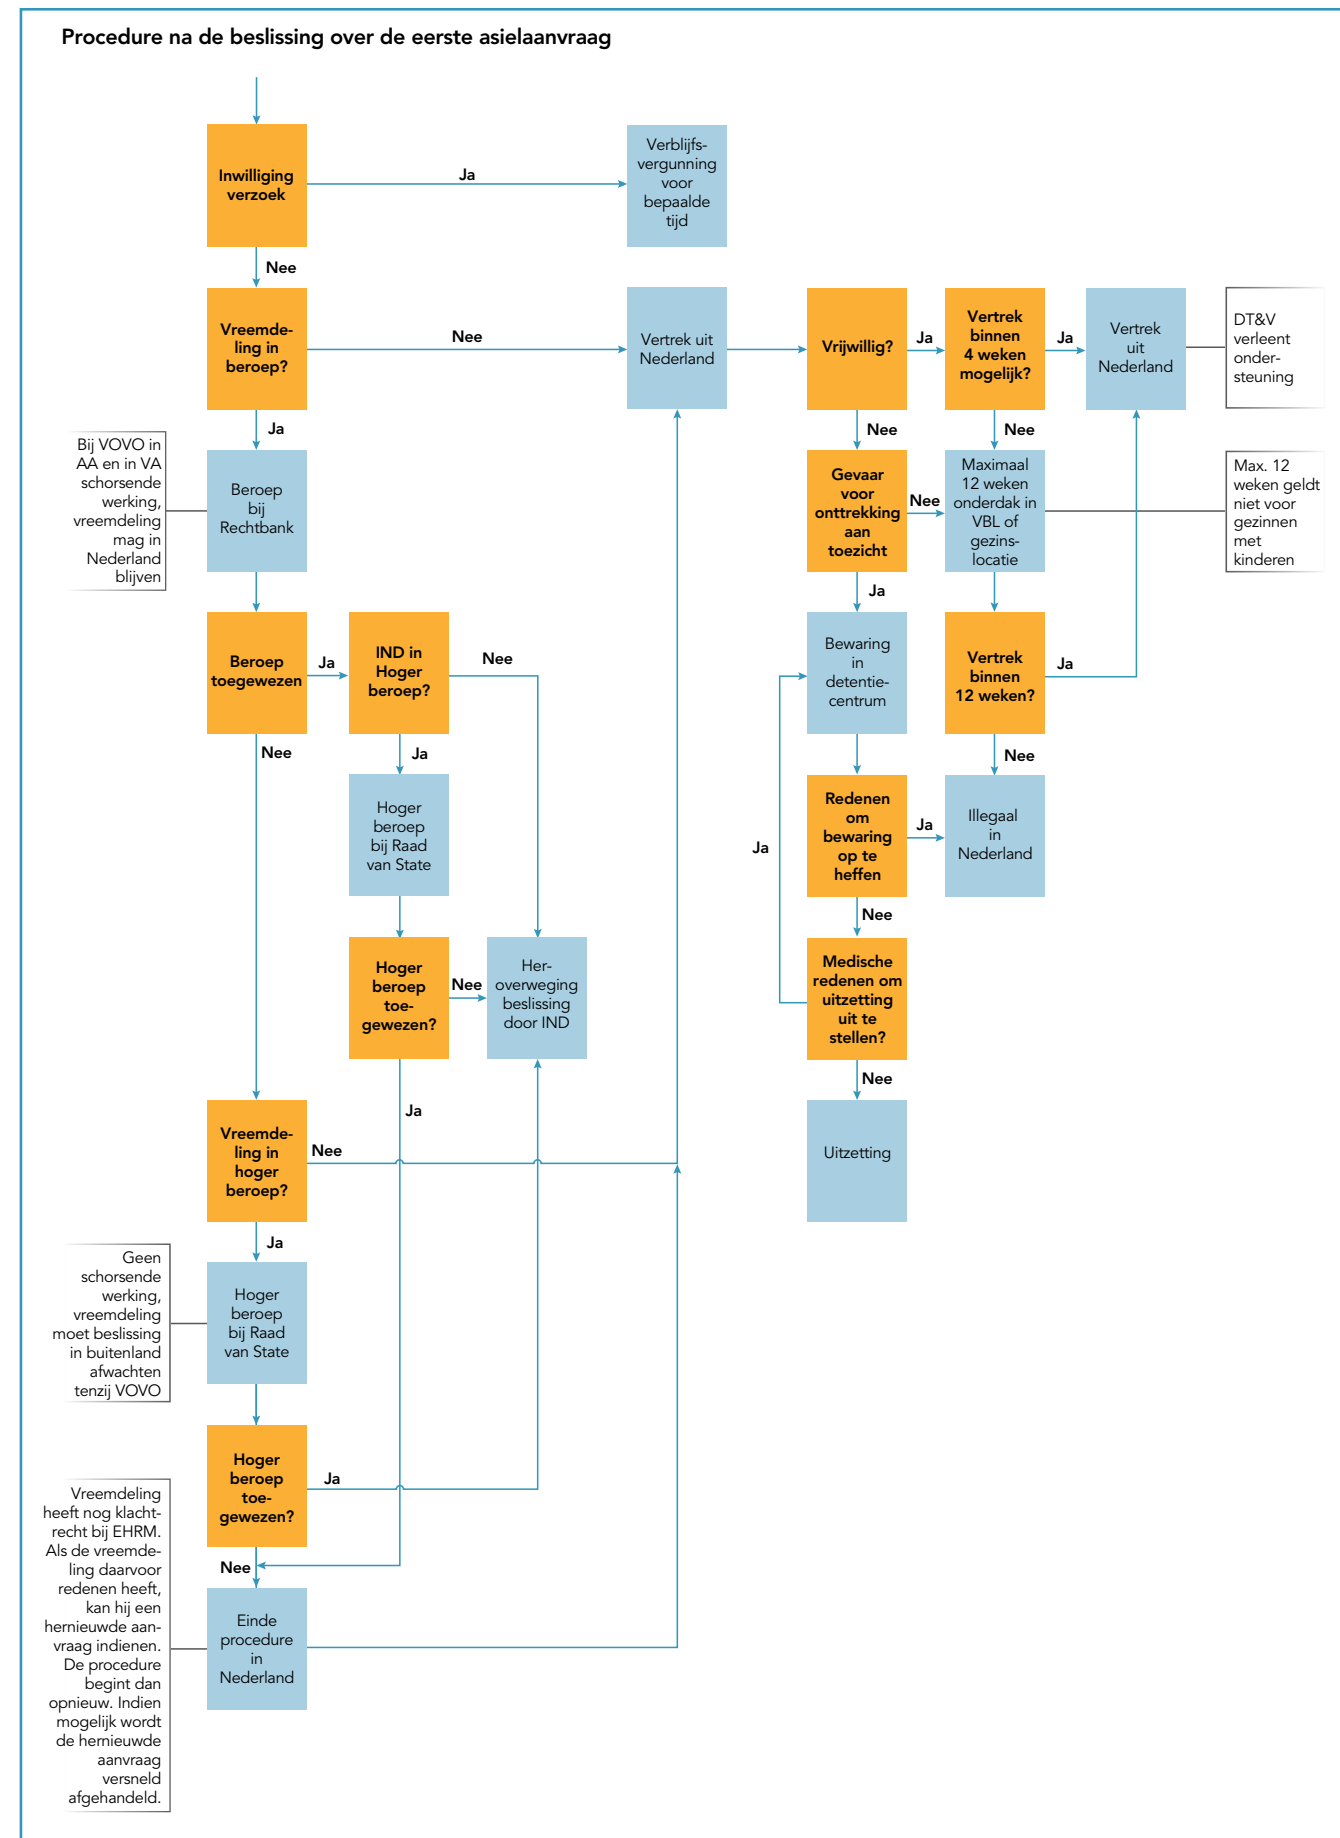 Procedure na de beslissing over de eerste asielaanvraag
Inwilliging
verzoek
Ja
Verblijfs-
vergunning
voor
bepaalde
tijd
Nee
Vreemde-
ling in
beroep?
Nee
Vertrek uit
Nederland
Vrijwillig?
Ja
Vertrek
binnen
4 weken
mogelijk?
Ja
Vertrek
uit
Nederland
DT&V
verleent
onder-
steuning
Ja
Nee
Nee
Bij VOVO in
AA en in VA
schorsende
werking,
vreemdeling
mag in
Nederland
blijven
Beroep
bij
Rechtbank
Gevaar
voor
onttrekking
aan
toezicht
Nee
Maximaal
12 weken
onderdak in
VBL of
gezins-
locatie
Max. 12
weken geldt
niet voor
gezinnen
met
kinderen
Ja
Beroep
toegewezen
Ja
IND in
Hoger
beroep?
Nee
Bewaring
in
detentie-
centrum
Vertrek
binnen
12 weken?
Ja
Nee
Ja
Nee
Hoger
beroep
bij Raad
van State
Ja
Redenen
om
bewaring
op te
heffen
Ja
Illegaal
in
Nederland
Nee
Hoger
beroep
toe-
gewezen?
Nee
Her-
overweging
beslissing
door IND
Medische
redenen om
uitzetting
uit te
stellen?
Nee
Ja
Vreemde-
ling in
hoger
beroep?
Nee
Uitzetting
Ja
Geen
schorsende
werking,
vreemdeling
moet beslissing
in buitenland
afwachten
tenzij VOVO
Hoger
beroep
bij Raad
van State
Hoger
beroep
toe-
gewezen?
Ja
Nee
Vreemdeling
heeft nog klacht-
recht bij EHRM.
Als de vreemde-
ling daarvoor
redenen heeft,
kan hij een
hernieuwde aan-
vraag indienen.
De procedure
begint dan
opnieuw. Indien
mogelijk wordt
de hernieuwde
aanvraag
versneld
afgehandeld.
Einde
procedure
in
Nederland